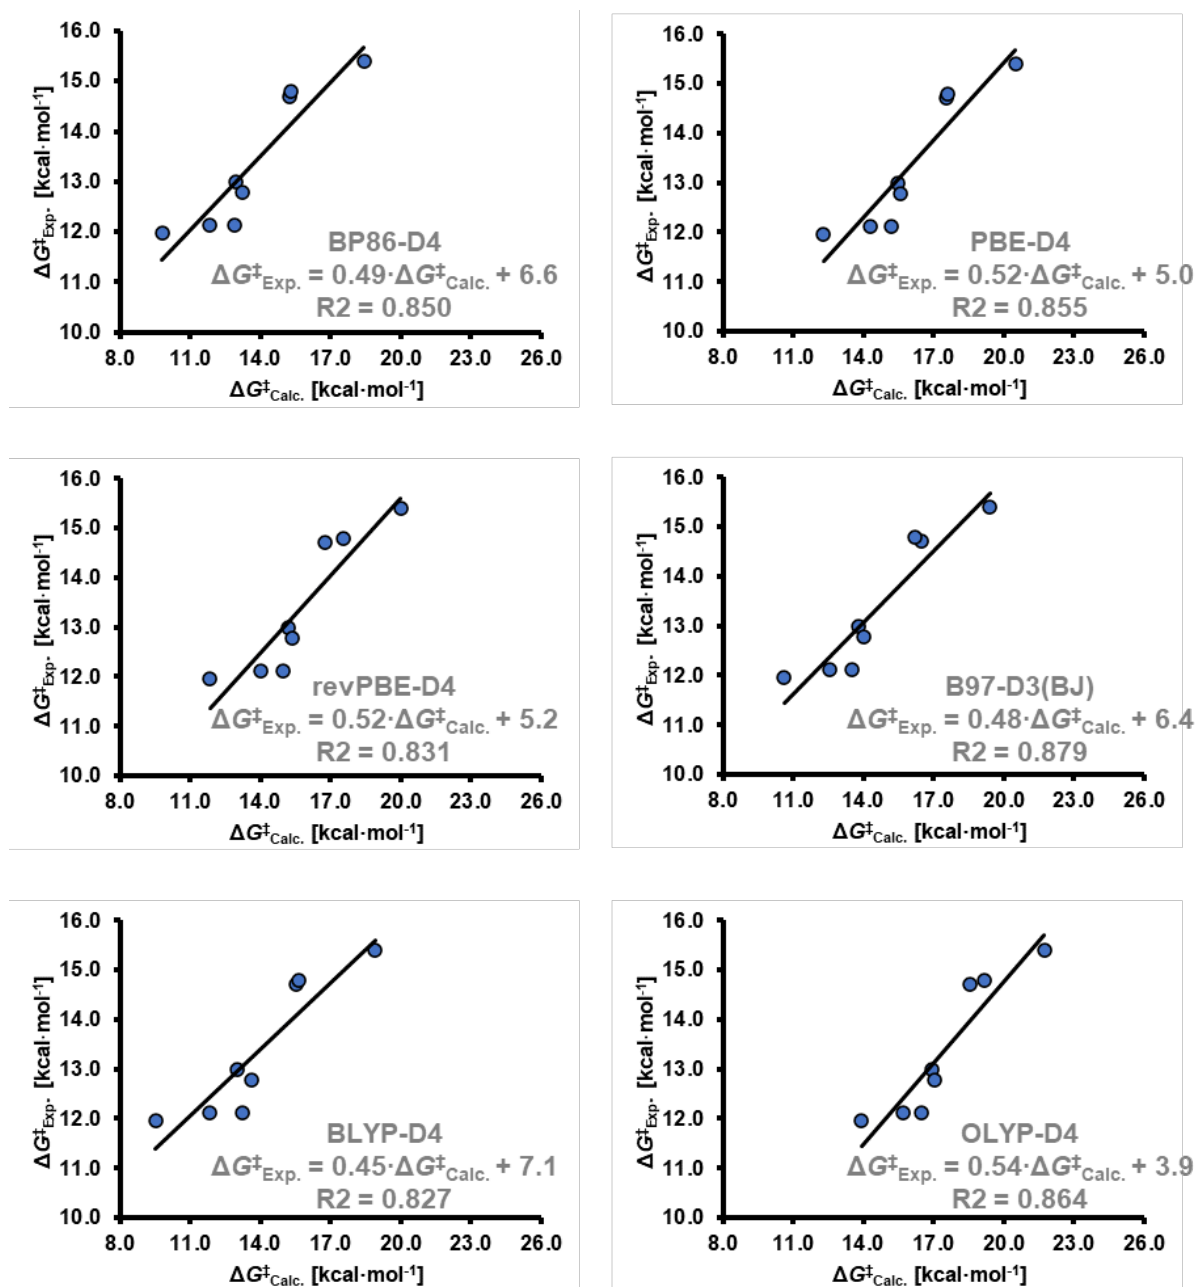 16.0
15.0
14.0
13.0
12.0
11.0
10.0
8.0 11.0 14.0 17.0 20.0 23.0 26.0
ΔG‡Exp. [kcal·mol-1]
ΔG‡Calc. [kcal·mol-1]
BP86-D4
ΔG‡Exp. = 0.49·ΔG‡Calc. + 6.6
R2 = 0.850
16.0
15.0
14.0
13.0
12.0
11.0
10.0
8.0 11.0 14.0 17.0 20.0 23.0 26.0
ΔG‡Exp. [kcal·mol-1]
ΔG‡Calc. [kcal·mol-1]
PBE-D4
ΔG‡Exp. = 0.52·ΔG‡Calc. + 5.0
R2 = 0.855
16.0
15.0
14.0
13.0
12.0
11.0
10.0
8.0 11.0 14.0 17.0 20.0 23.0 26.0
ΔG‡Exp. [kcal·mol-1]
ΔG‡Calc. [kcal·mol-1]
revPBE-D4
ΔG‡Exp. = 0.52·ΔG‡Calc. + 5.2
R2 = 0.831
16.0
15.0
14.0
13.0
12.0
11.0
10.0
8.0 11.0 14.0 17.0 20.0 23.0 26.0
ΔG‡Exp. [kcal·mol-1]
ΔG‡Calc. [kcal·mol-1]
B97-D3(BJ)
ΔG‡Exp. = 0.48·ΔG‡Calc. + 6.4
R2 = 0.879
16.0
15.0
14.0
13.0
12.0
11.0
10.0
8.0 11.0 14.0 17.0 20.0 23.0 26.0
ΔG‡Exp. [kcal·mol-1]
ΔG‡Calc. [kcal·mol-1]
BLYP-D4
ΔG‡Exp. = 0.45·ΔG‡Calc. + 7.1
R2 = 0.827
16.0
15.0
14.0
13.0
12.0
11.0
10.0
8.0 11.0 14.0 17.0 20.0 23.0 26.0
ΔG‡Exp. [kcal·mol-1]
ΔG‡Calc. [kcal·mol-1]
OLYP-D4
ΔG‡Exp. = 0.54·ΔG‡Calc. + 3.9
R2 = 0.864